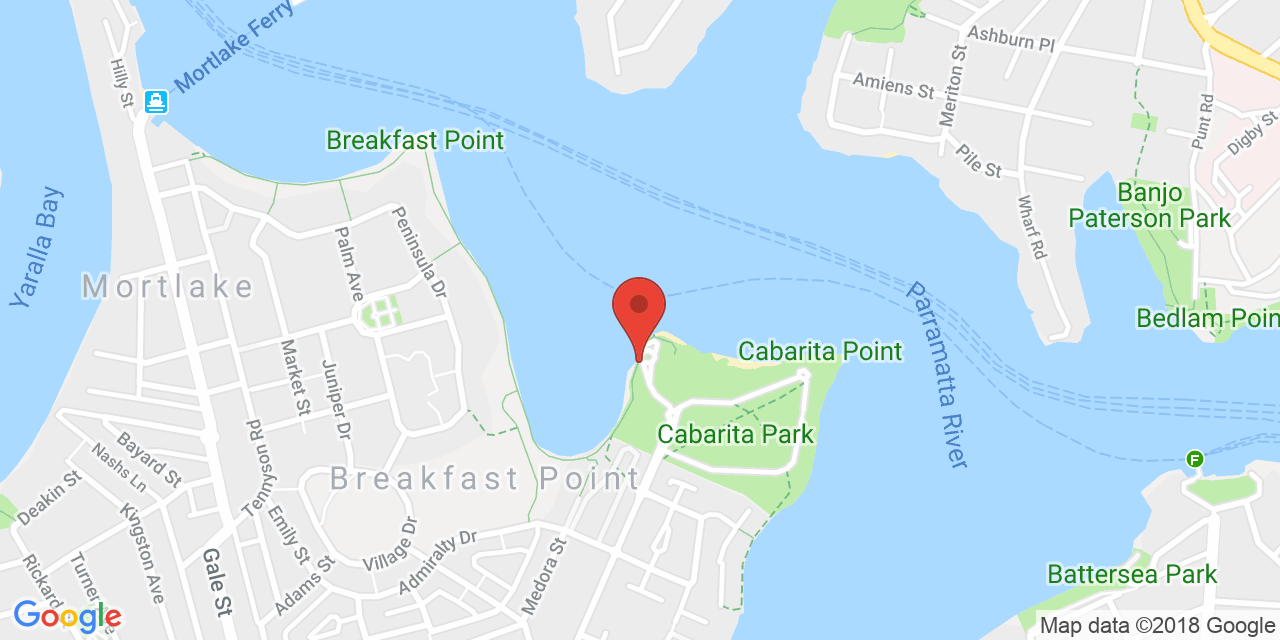 Mortlake Ferry
Hilly St
Ashburn Pl
Meriton St
Amiens St
Punt Rd
Digby St
Breakfast Point
Pile St
Yaralla Bay
Banjo
Paterson Park
Wharf Rd
Peninsula Dr
Palm Ave
Mortlake
Parramatta River
Bedlam Poin
Market St
Juniper Dr
Cabarita Point
Cabarita Park
Tennyson Rd
Bayard St
Nashs Ln
Breakfast Point
F
Deakin St
Kingston Ave
Emily St
Village Dr
Admiralty Dr
Medora St
Gale St
Adams St
Turner
Rickard
Battersea Park
Google
Map data ©2018 Google